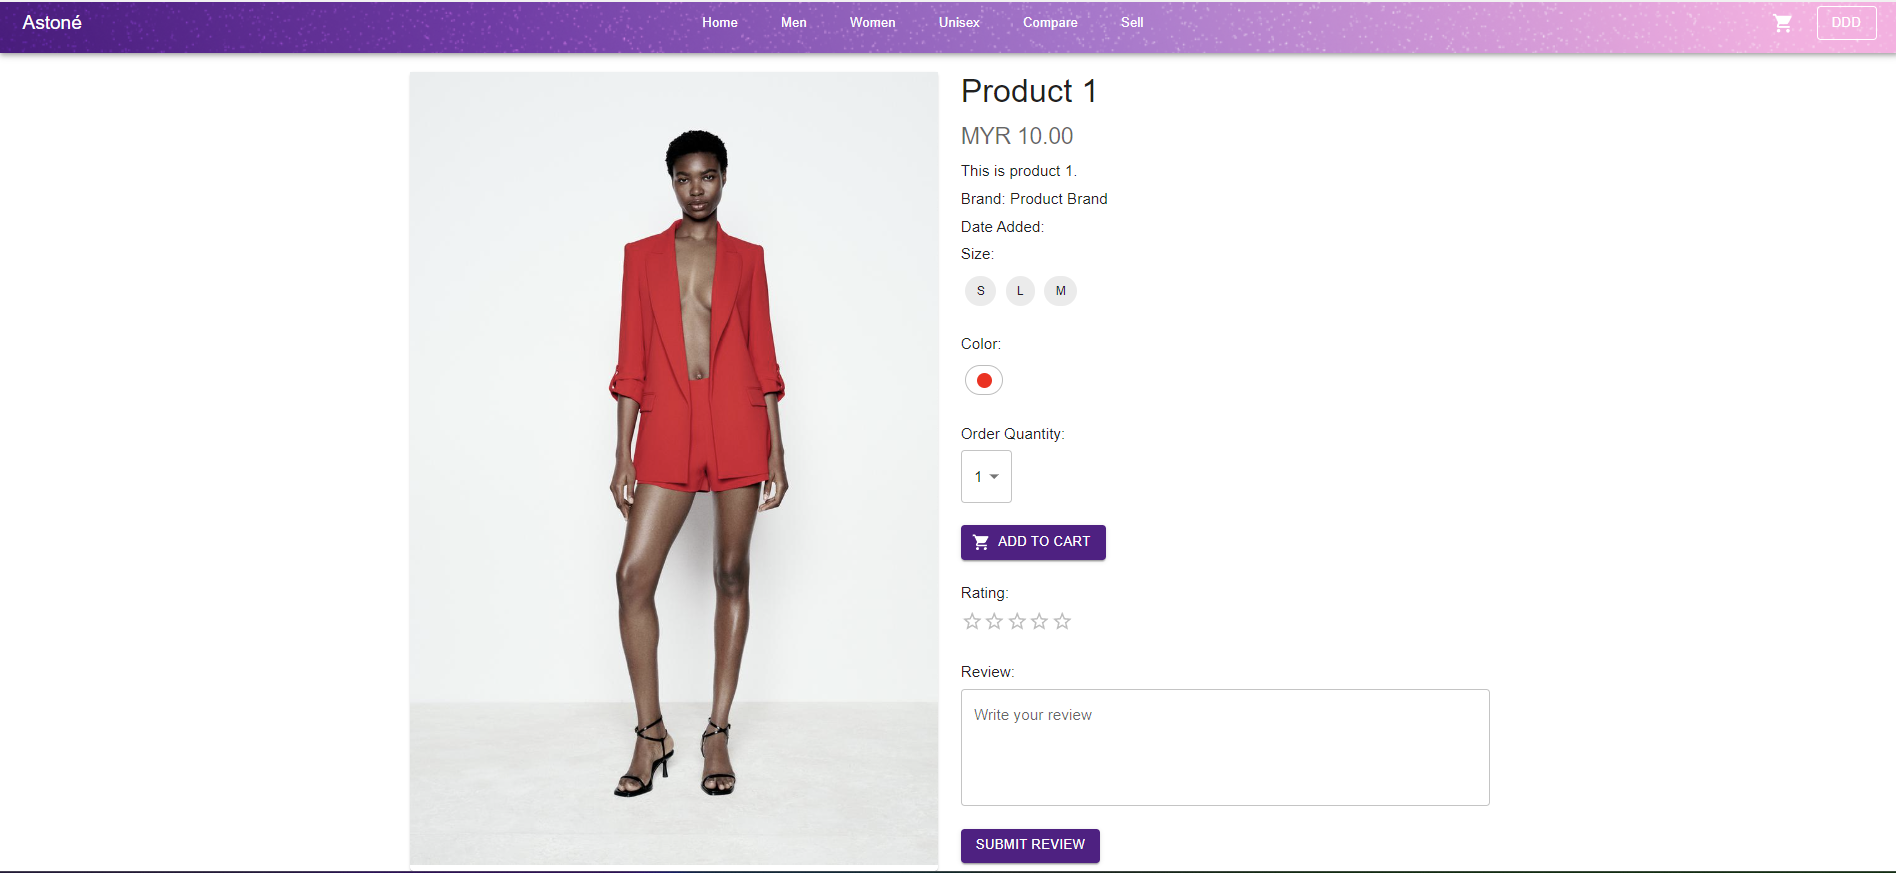 Astoné
Home Men Women Unisex Compare Sell
DDD
Product 1
MYR 10.00
This is product 1.
Brand: Product Brand
Date Added:
Size:
S L M
Color:
Order Quantity:
1
ADD TO CART
Rating:
Review:
Write your review
SUBMIT REVIEW